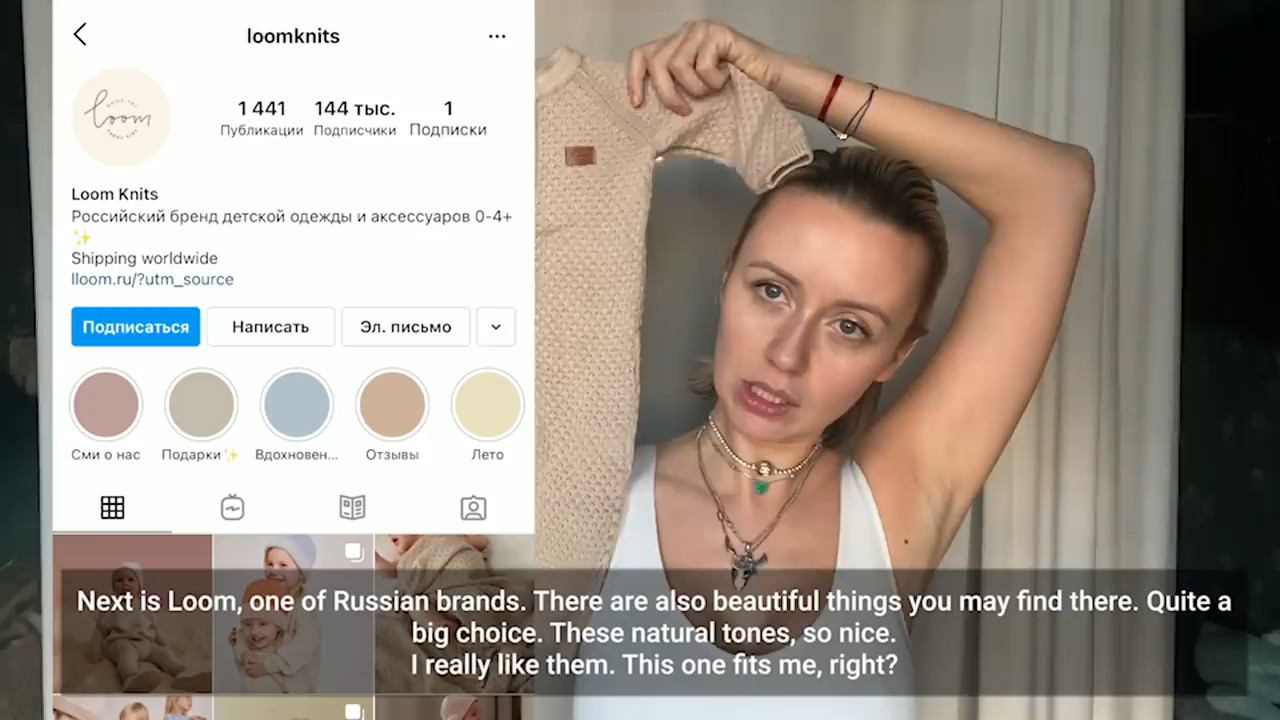 loomknits
loom
1 441 144 тыс. 1
Публикации Подписчики Подписки
Loom Knits
Российский бренд детской одежды и аксессуаров 0-4+
✨
Shipping worldwide
lloom.ru/?utm_source
Подписаться Написать Эл. письмо
Сми о нас Подарки✨ Вдохновен... Отзывы Лето
Next is Loom, one of Russian brands. There are also beautiful things you may find there. Quite a
big choice. These natural tones, so nice.
I really like them. This one fits me, right?